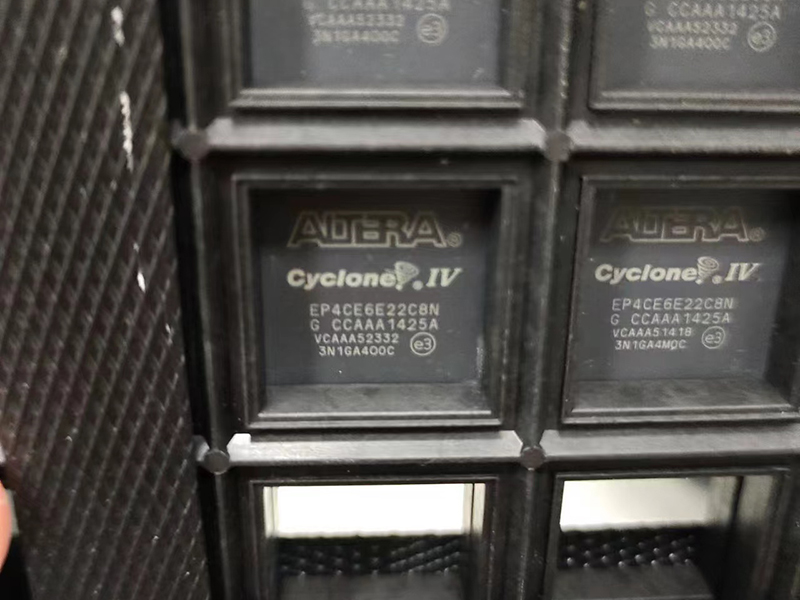 G CCAAA1425A
VCAAA52332
3N1GA400C e3
G CCAAA1425A
VCAAA52332
3N1GA400C e3
ALTERA®
Cyclone® IV
EP4CE6E22C8N
G CCAAA1425A
VCAAA52332
3N1GA400C e3
ALTERA®
Cyclone® IV
EP4CE6E22C8N
G CCAAA1425A
VCAAA51418
3N1GA4M0C e3